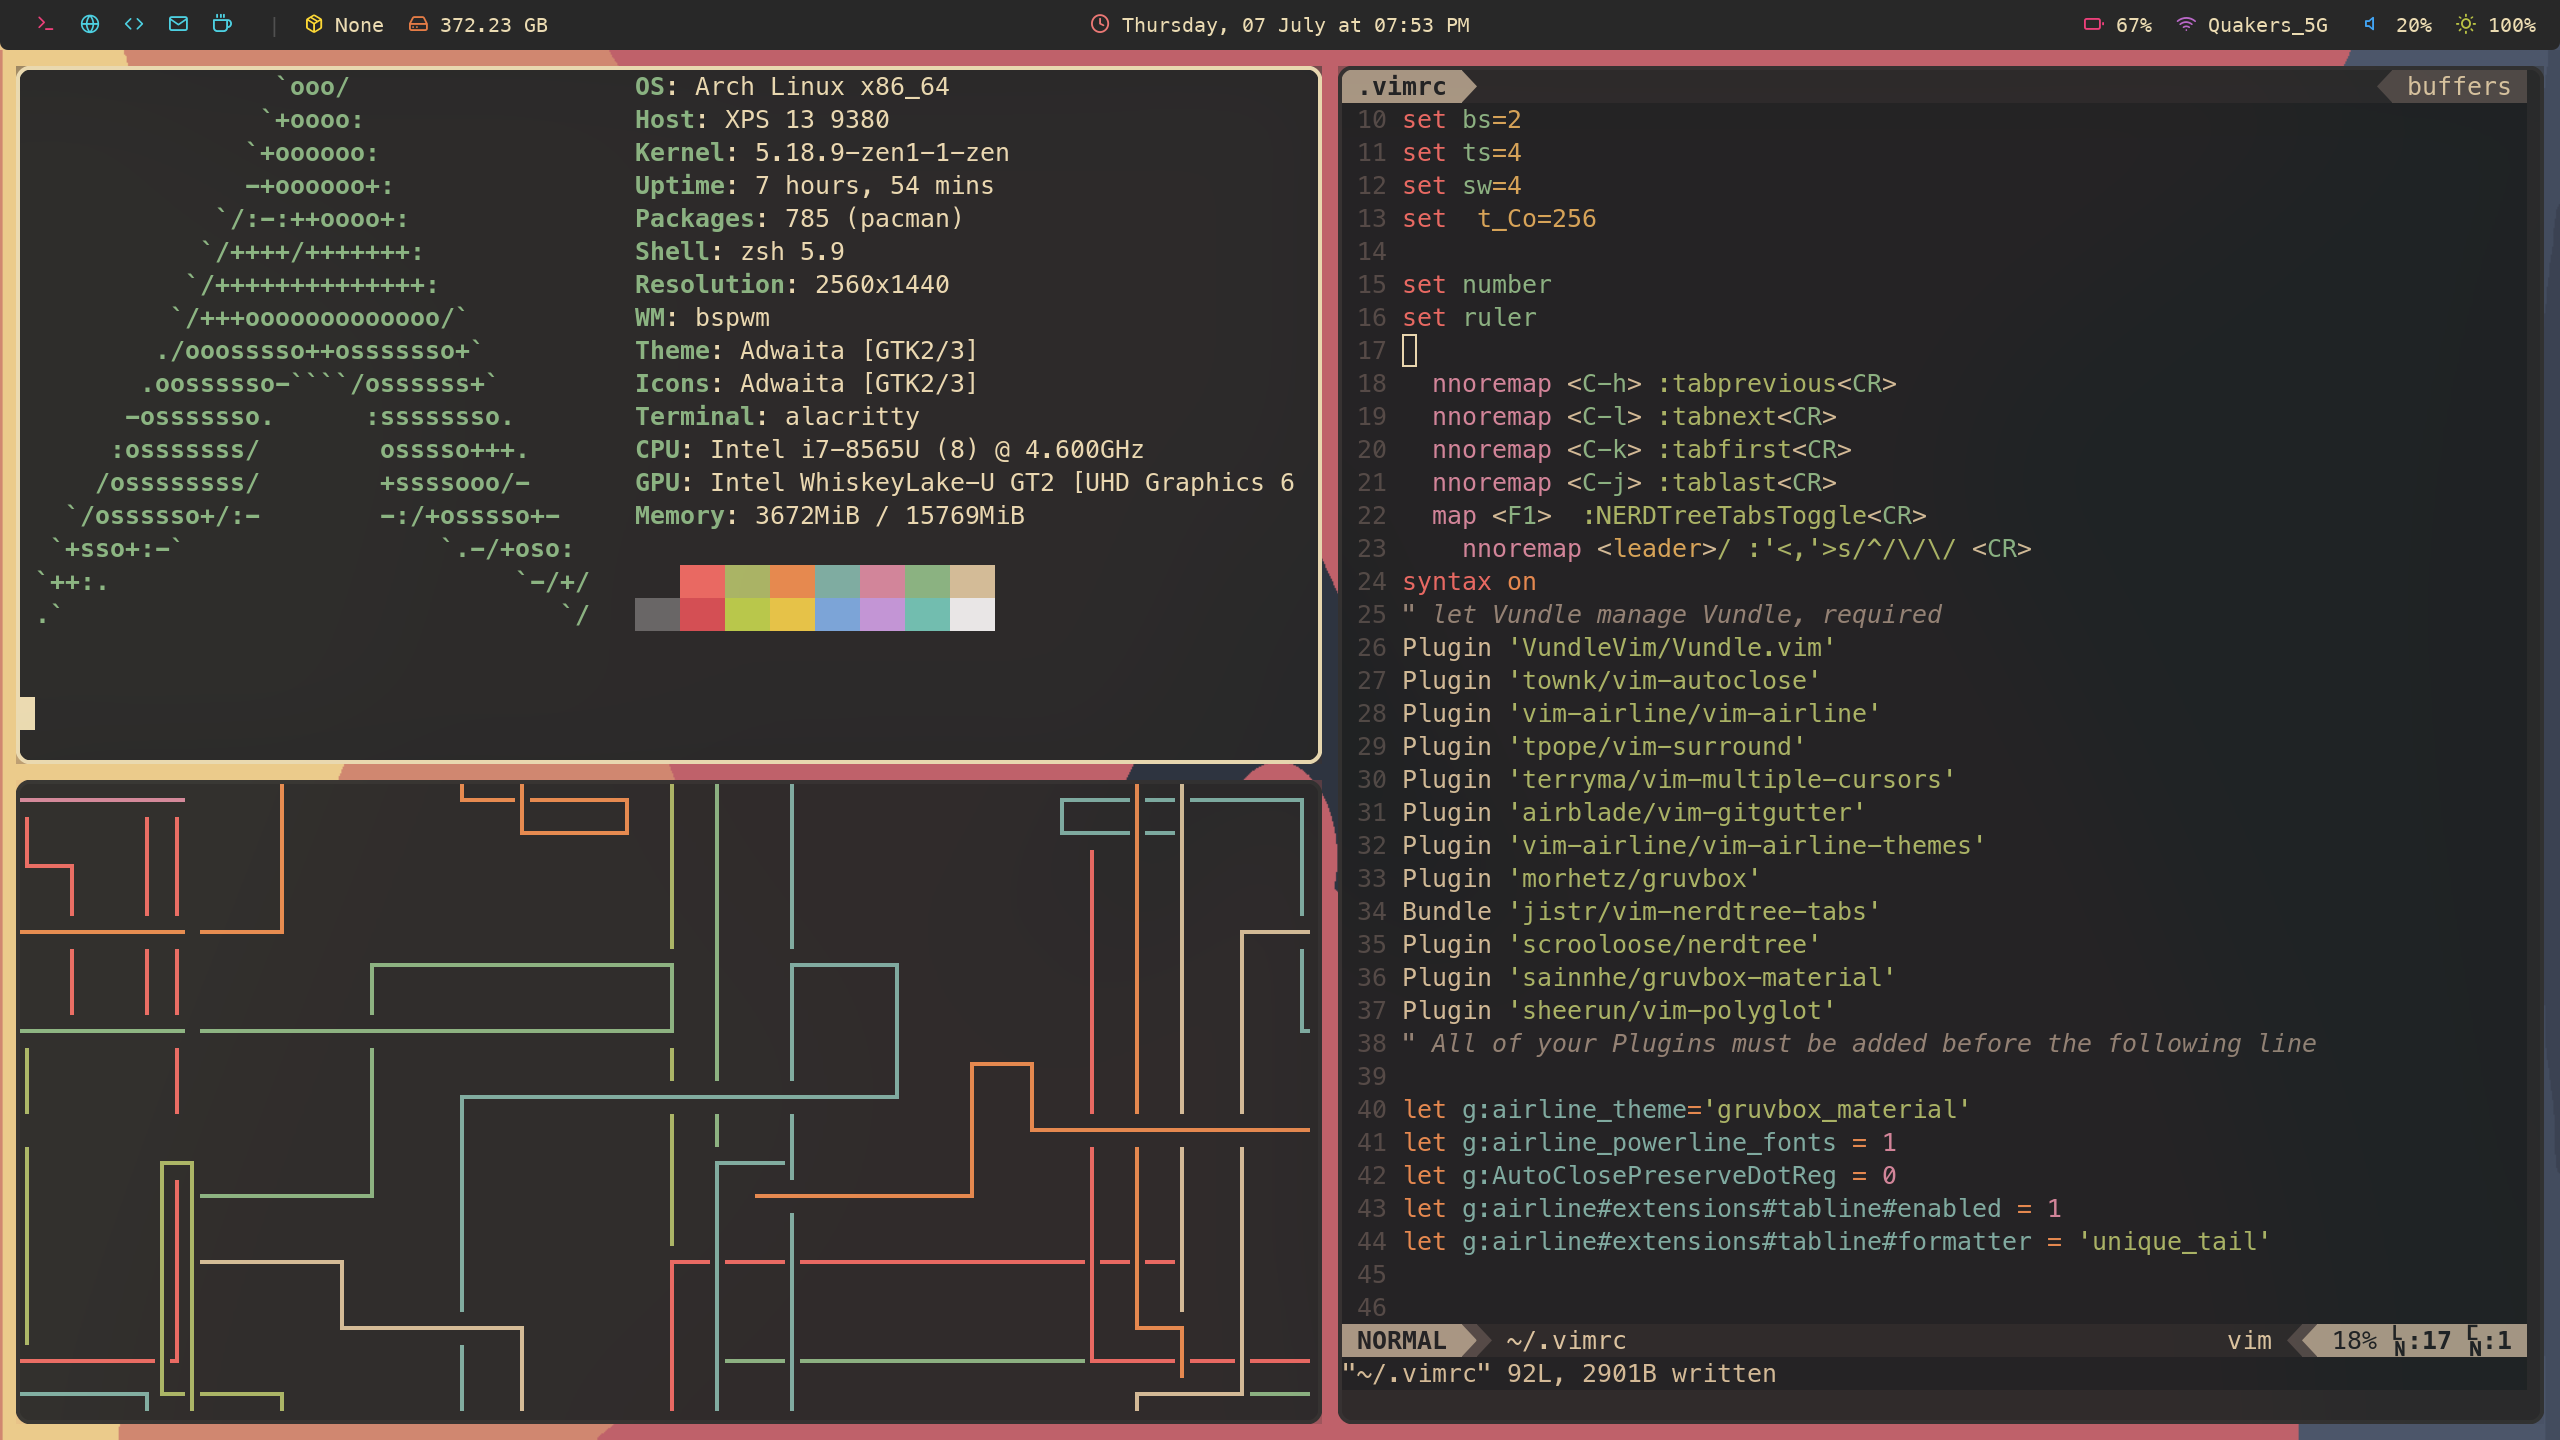 None 372.23 GB
Thursday, 07 July at 07:53 PM
67% Quakers_5G 20% 100%
`ooo/ OS: Arch Linux x86_64
`+oooo: Host: XPS 13 9380
`+oooooo: Kernel: 5.18.9-zen1-1-zen
-+oooooo+: Uptime: 7 hours, 54 mins
`/:-:++oooo+: Packages: 785 (pacman)
`/++++/+++++++: Shell: zsh 5.9
`/++++++++++++++: Resolution: 2560x1440
`/+++ooooooooooooo/` WM: bspwm
./ooosssso++osssssso+` Theme: Adwaita [GTK2/3]
.oossssso-````/ossssss+` Icons: Adwaita [GTK2/3]
-osssssso. :ssssssso. Terminal: alacritty
:osssssss/ osssso+++. CPU: Intel i7-8565U (8) @ 4.600GHz
/ossssssss/ +ssssooo/- GPU: Intel WhiskeyLake-U GT2 [UHD Graphics 6
`/ossssso+/:- -:/+osssso+- Memory: 3672MiB / 15769MiB
`+sso+:-` `.-/+oso:
`++:. `-/+/
.` `/
.vimrc buffers
10 set bs=2
11 set ts=4
12 set sw=4
13 set  t_Co=256
14
15 set number
16 set ruler
17
18   nnoremap <C-h> :tabprevious<CR>
19   nnoremap <C-l> :tabnext<CR>
20   nnoremap <C-k> :tabfirst<CR>
21   nnoremap <C-j> :tablast<CR>
22   map <F1>  :NERDTreeTabsToggle<CR>
23     nnoremap <leader>/ :'<,'>s/^/\/\/ <CR>
24 syntax on
25 " let Vundle manage Vundle, required
26 Plugin 'VundleVim/Vundle.vim'
27 Plugin 'townk/vim-autoclose'
28 Plugin 'vim-airline/vim-airline'
29 Plugin 'tpope/vim-surround'
30 Plugin 'terryma/vim-multiple-cursors'
31 Plugin 'airblade/vim-gitgutter'
32 Plugin 'vim-airline/vim-airline-themes'
33 Plugin 'morhetz/gruvbox'
34 Bundle 'jistr/vim-nerdtree-tabs'
35 Plugin 'scrooloose/nerdtree'
36 Plugin 'sainnhe/gruvbox-material'
37 Plugin 'sheerun/vim-polyglot'
38 " All of your Plugins must be added before the following line
39
40 let g:airline_theme='gruvbox_material'
41 let g:airline_powerline_fonts = 1
42 let g:AutoClosePreserveDotReg = 0
43 let g:airline#extensions#tabline#enabled = 1
44 let g:airline#extensions#tabline#formatter = 'unique_tail'
45
46
NORMAL ~/.vimrc vim 18% LN:17 CN:1
"~/.vimrc" 92L, 2901B written